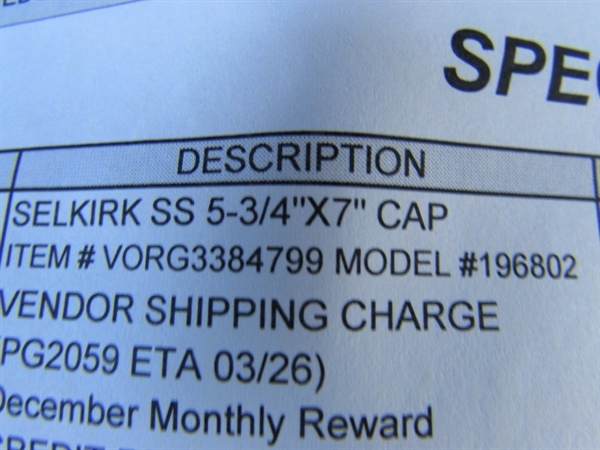 SPE
DESCRIPTION
SELKIRK SS 5-3/4"X7" CAP
ITEM # VORG3384799 MODEL #196802
VENDOR SHIPPING CHARGE
(PG2059 ETA 03/26)
December Monthly Reward